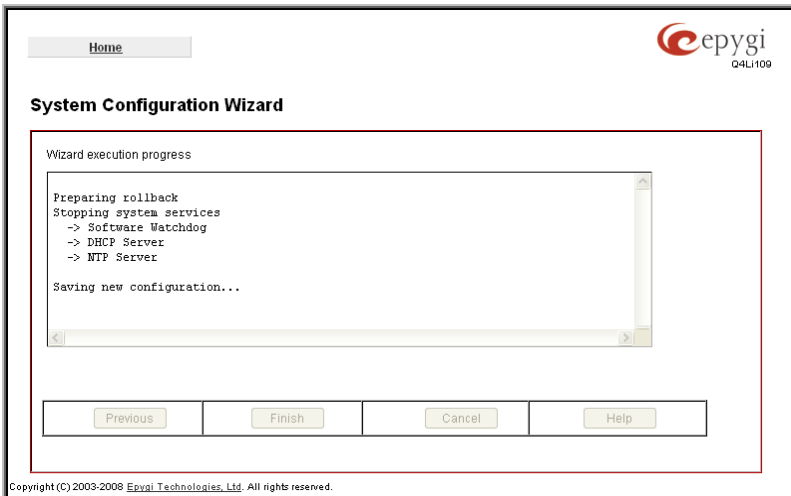 Home
epygi
Q4Li109
System Configuration Wizard
Wizard execution progress
Preparing rollback
Stopping system services
-> Software Watchdog
-> DHCP Server
-> NTP Server
Saving new configuration...
Previous Finish Cancel Help
Copyright (C) 2003-2008 Epygi Technologies, Ltd. All rights reserved.